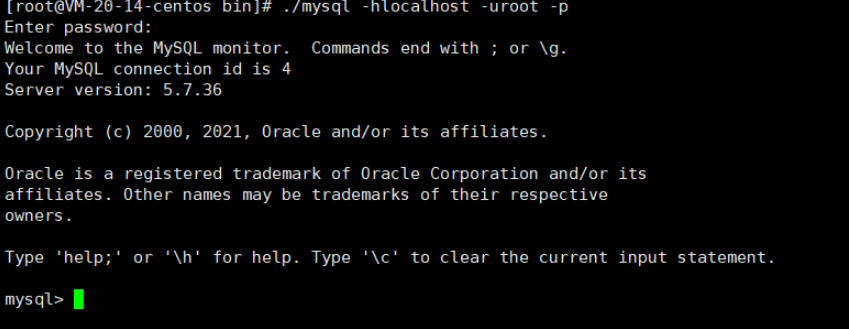 [root@VM-20-14-centos bin]# ./mysql -hlocalhost -uroot -p
Enter password:
Welcome to the MySQL monitor.  Commands end with ; or \g.
Your MySQL connection id is 4
Server version: 5.7.36
Copyright (c) 2000, 2021, Oracle and/or its affiliates.
Oracle is a registered trademark of Oracle Corporation and/or its
affiliates. Other names may be trademarks of their respective
owners.
Type 'help;' or '\h' for help. Type '\c' to clear the current input statement.
mysql>